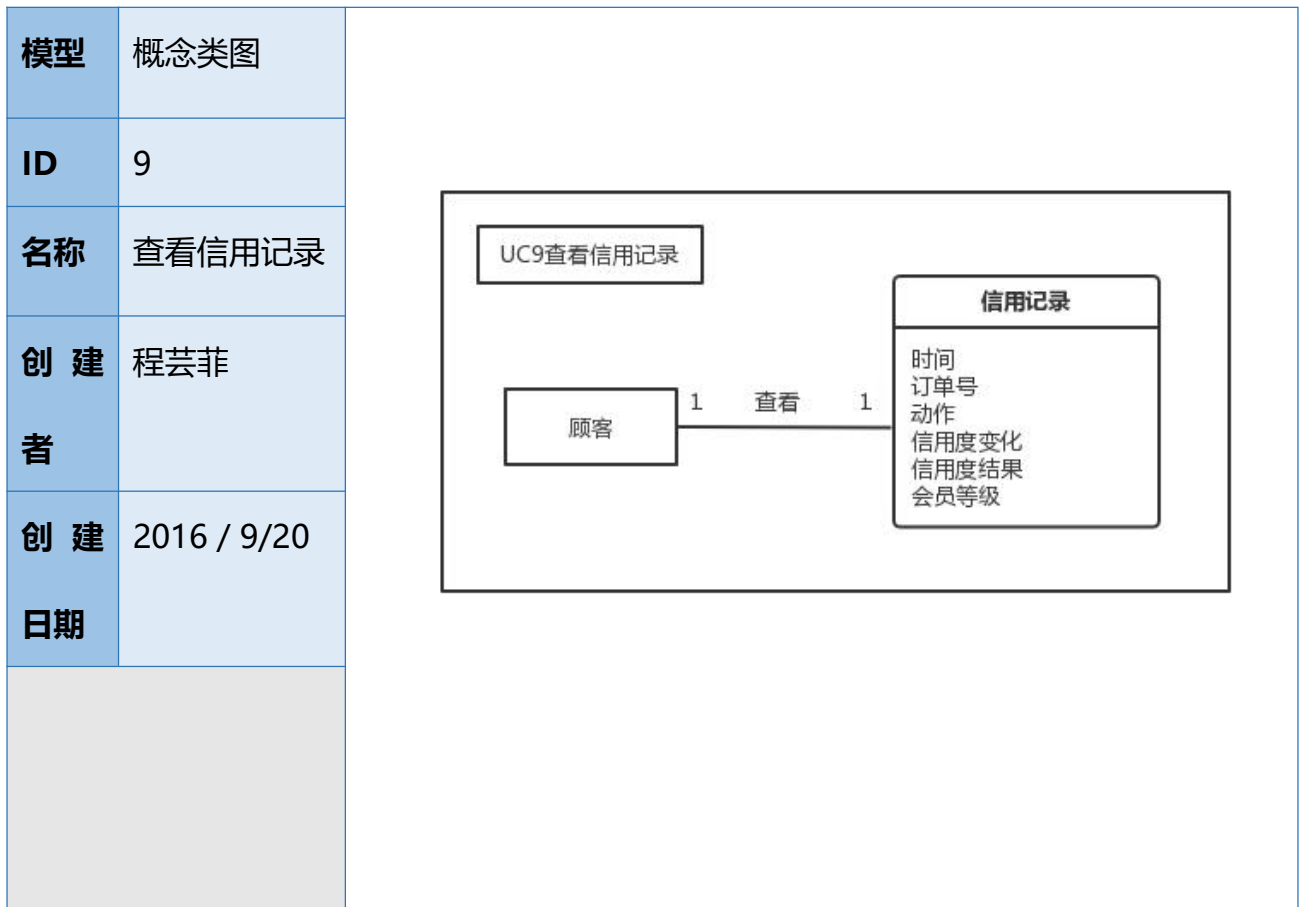 模型 概念类图
ID 9
名称 查看信用记录
创 建 程芸菲
者
创 建 2016 / 9/20
日期
UC9查看信用记录
信用记录
时间
订单号
动作
信用度变化
信用度结果
会员等级
顾客
1 查看 1